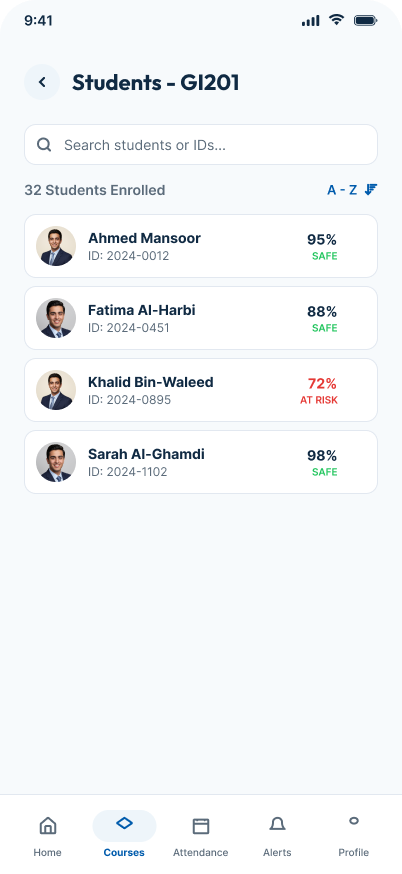 9:41
Students - GI201
Search students or IDs...
32 Students Enrolled
A - Z
Ahmed Mansoor
95%
ID: 2024-0012
SAFE
Fatima Al-Harbi
88%
ID: 2024-0451
SAFE
Khalid Bin-Waleed
72%
ID: 2024-0895
AT RISK
Sarah Al-Ghamdi
98%
ID: 2024-1102
SAFE
Home
Courses
Attendance
Alerts
Profile